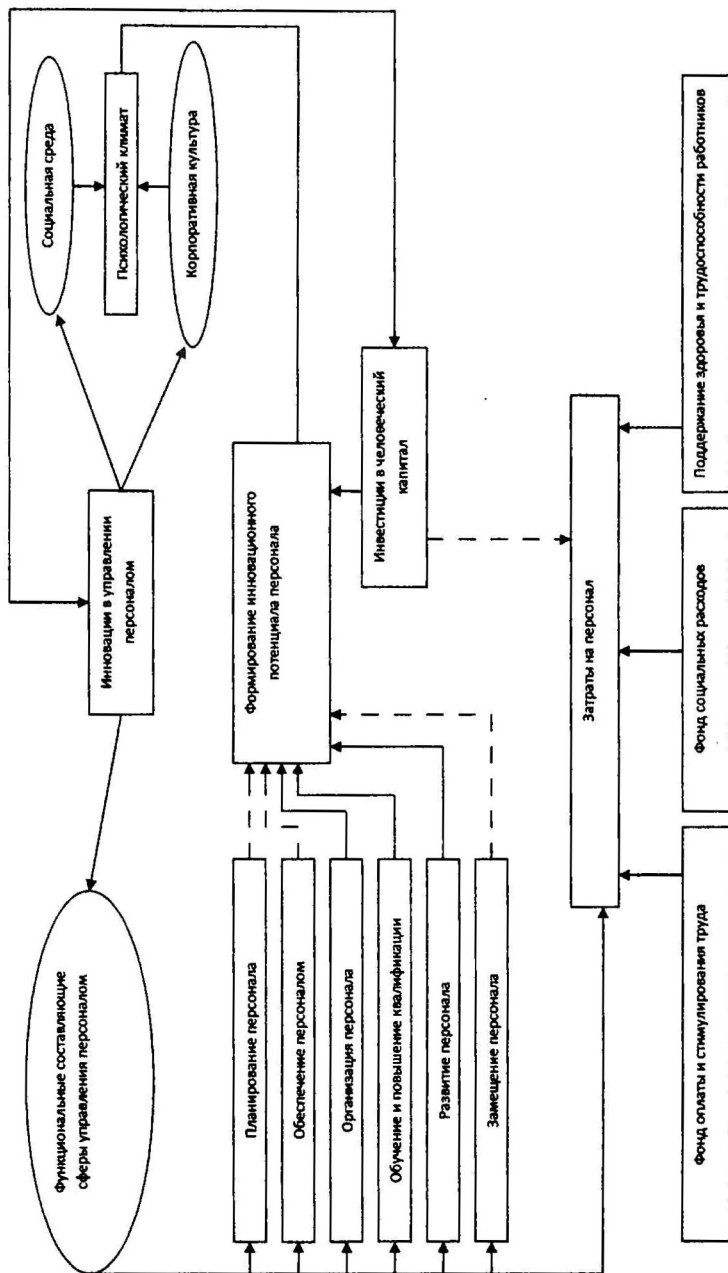 Функциональные составляющие
сферы управления персоналом
Инновации в управлении
персоналом
Социальная среда
Психологический климат
Корпоративная культура
Планирование персонала
Обеспечение персоналом
Организация персонала
Обучение и повышение квалификации
Развитие персонала
Замещение персонала
Формирование инновационного
потенциала персонала
Инвестиции в человеческий
капитал
Затраты на персонал
Фонд оплаты и стимулирования труда
Фонд социальных расходов
Поддержание здоровья и трудоспособности работников